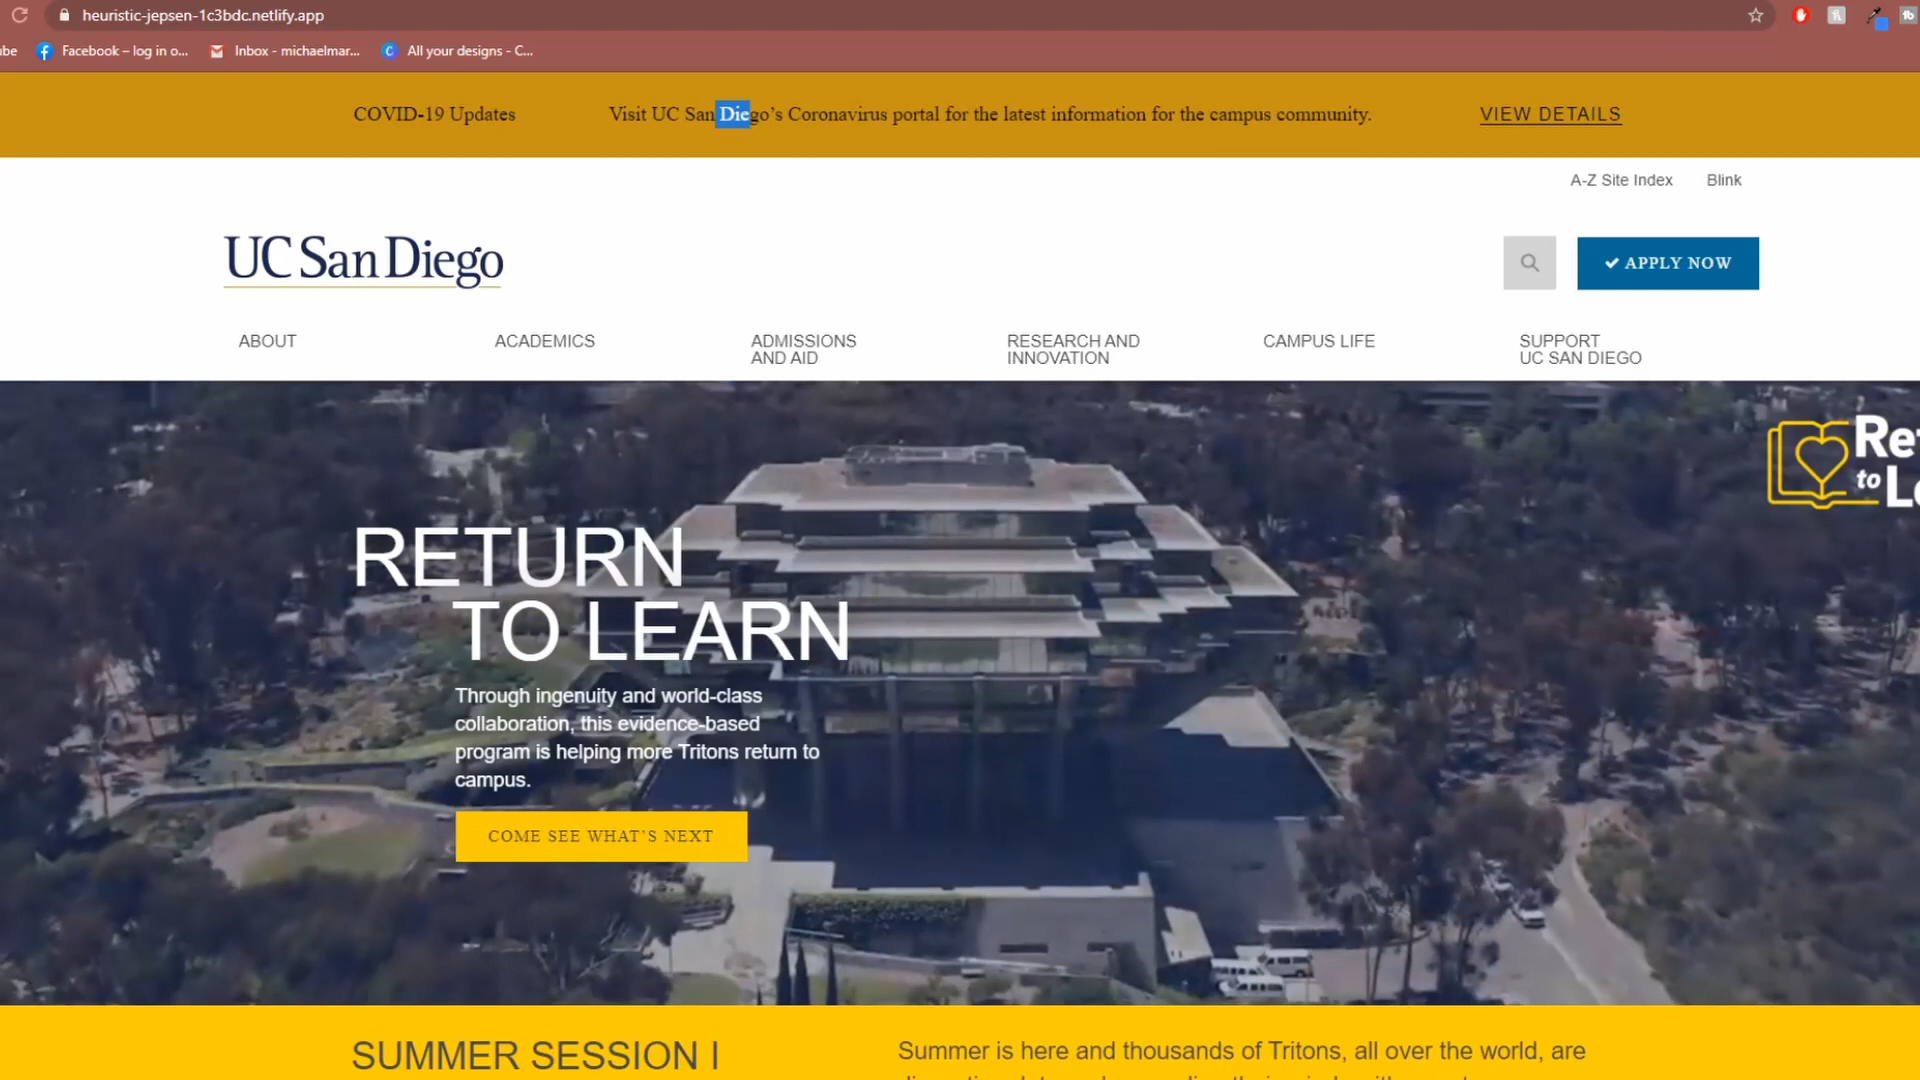 heuristic-jepsen-1c3bdc.netlify.app
be Facebook – log in o... Inbox - michaelmar... All your designs - C...
COVID-19 Updates Visit UC San Diego’s Coronavirus portal for the latest information for the campus community. VIEW DETAILS
A-Z Site Index Blink
UC San Diego
APPLY NOW
ABOUT
ACADEMICS
ADMISSIONS
AND AID
RESEARCH AND
INNOVATION
CAMPUS LIFE
SUPPORT
UC SAN DIEGO
Re
to L
RETURN
TO LEARN
Through ingenuity and world-class
collaboration, this evidence-based
program is helping more Tritons return to
campus.
COME SEE WHAT’S NEXT
SUMMER SESSION I
Summer is here and thousands of Tritons, all over the world, are